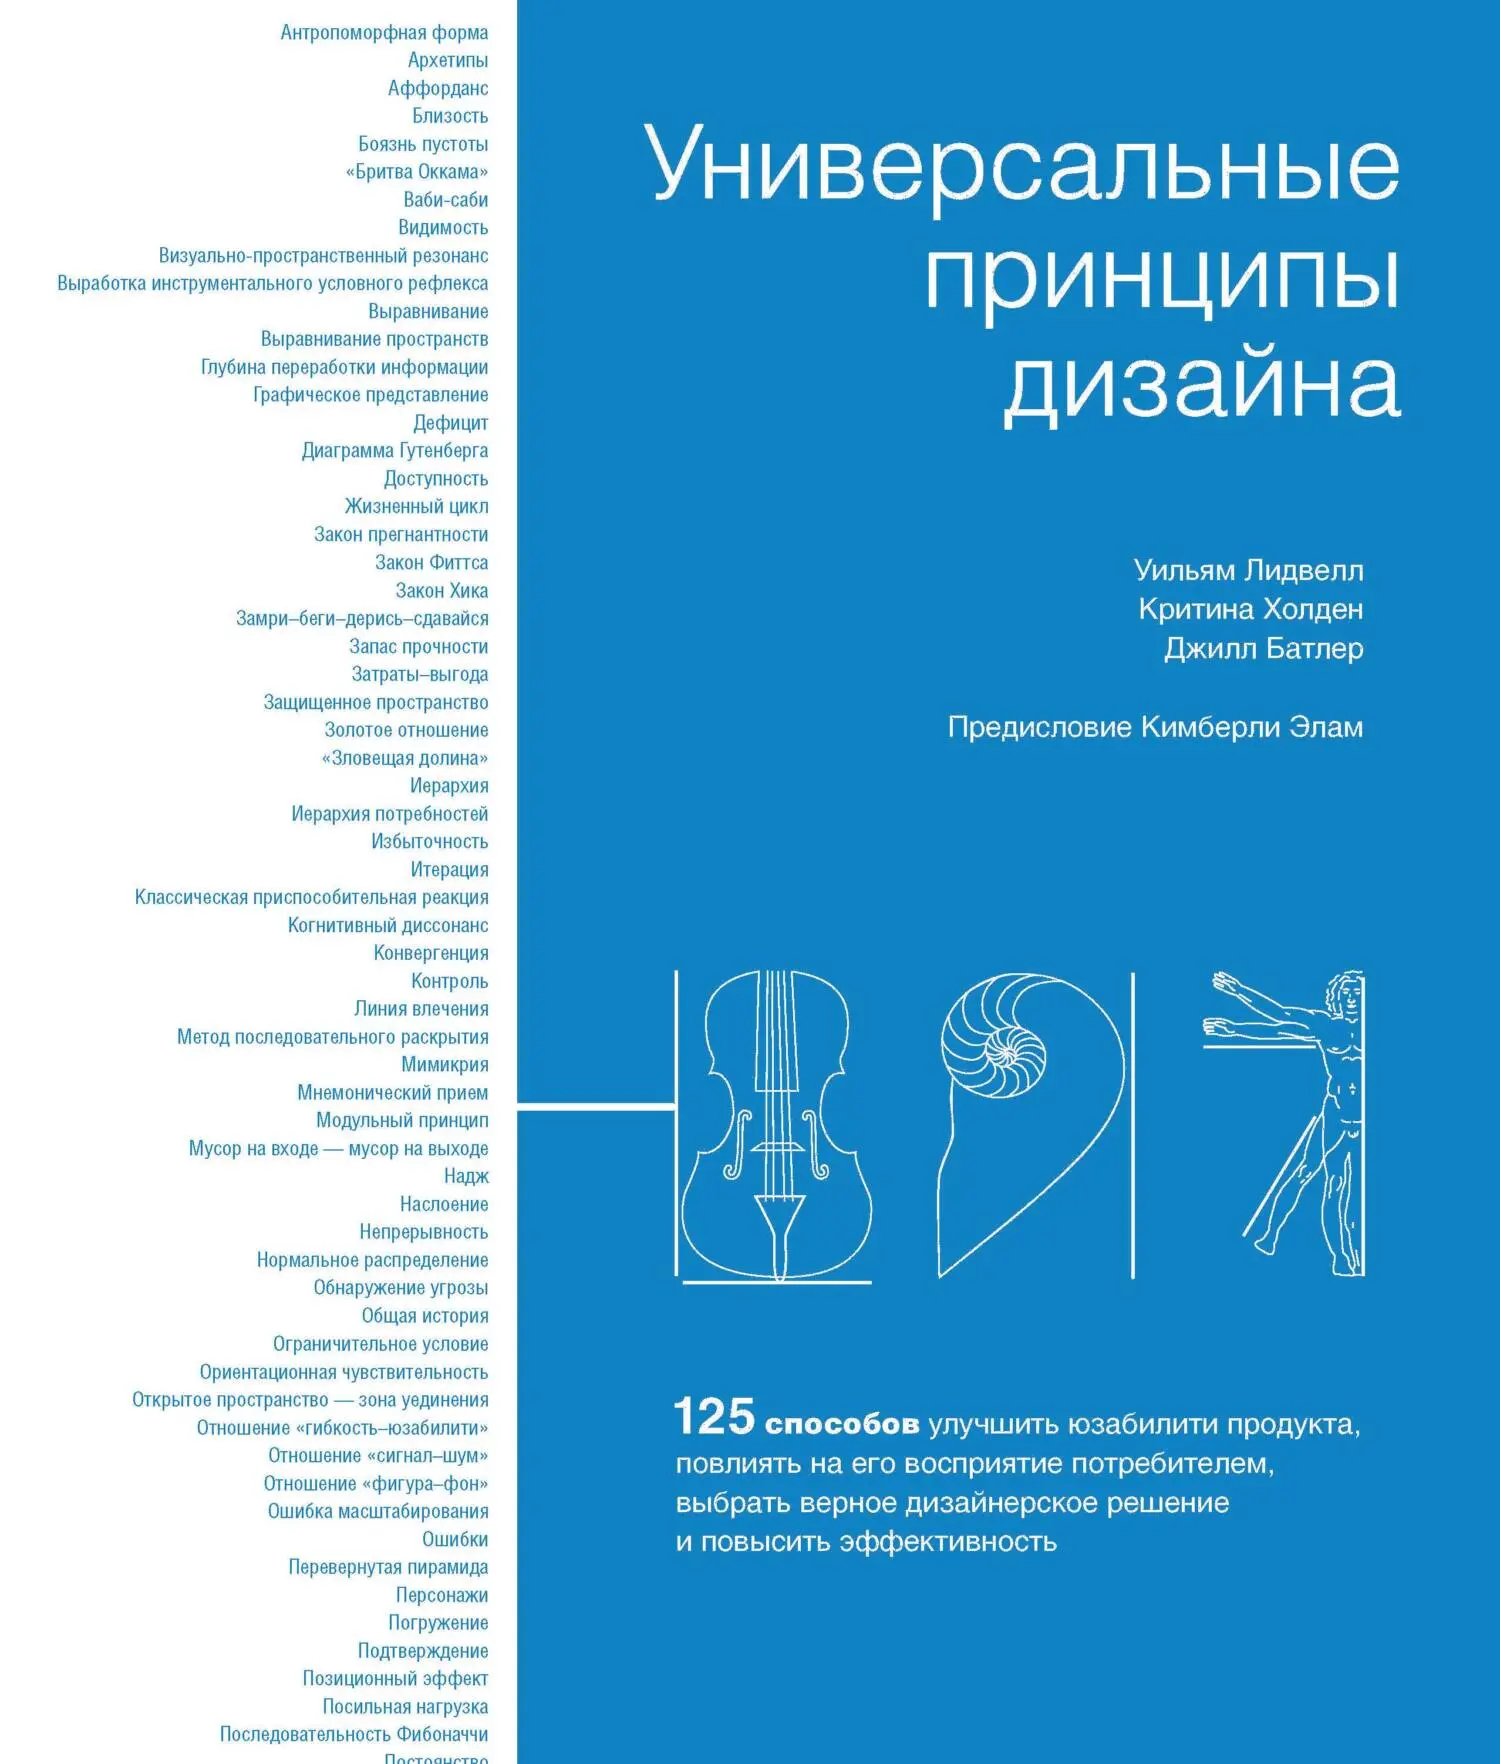 Антропоморфная форма
Архетипы
Аффорданс
Близость
Боязнь пустоты
«Бритва Оккама»
Ваби-саби
Видимость
Визуально-пространственный резонанс
Выработка инструментального условного рефлекса
Выравнивание
Выравнивание пространств
Глубина переработки информации
Графическое представление
Дефицит
Диаграмма Гутенберга
Доступность
Жизненный цикл
Закон прегнантности
Закон Фиттса
Закон Хика
Замри–беги–дерись–сдавайся
Запас прочности
Затраты–выгода
Защищенное пространство
Золотое отношение
«Зловещая долина»
Иерархия
Иерархия потребностей
Избыточность
Итерация
Классическая приспособительная реакция
Когнитивный диссонанс
Конвергенция
Контроль
Линия влечения
Метод последовательного раскрытия
Мимикрия
Мнемонический прием
Модульный принцип
Мусор на входе — мусор на выходе
Надж
Наслоение
Непрерывность
Нормальное распределение
Обнаружение угрозы
Общая история
Ограничительное условие
Ориентационная чувствительность
Открытое пространство — зона уединения
Отношение «гибкость–юзабилити»
Отношение «сигнал–шум»
Отношение «фигура–фон»
Ошибка масштабирования
Ошибки
Перевернутая пирамида
Персонажи
Погружение
Подтверждение
Позиционный эффект
Посильная нагрузка
Последовательность Фибоначчи
Постоянство
Универсальные
принципы
дизайна
Уильям Лидвелл
Критина Холден
Джилл Батлер
Предисловие Кимберли Элам
125 способов улучшить юзабилити продукта,
повлиять на его восприятие потребителем,
выбрать верное дизайнерское решение
и повысить эффективность